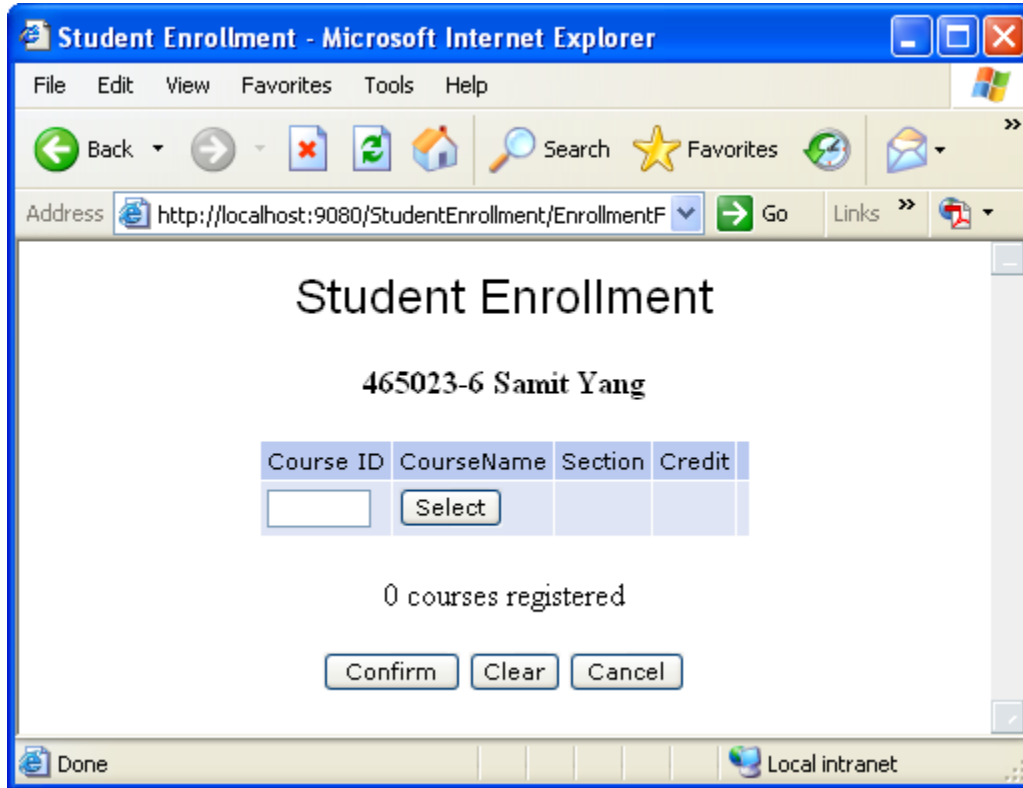 Student Enrollment - Microsoft Internet Explorer
File Edit View Favorites Tools Help
Back Search Favorites »
Address http://localhost:9080/StudentEnrollment/EnrollmentF Go Links »
Student Enrollment
465023-6 Samit Yang
Course ID CourseName Section Credit
Select
0 courses registered
Confirm Clear Cancel
Done Local intranet